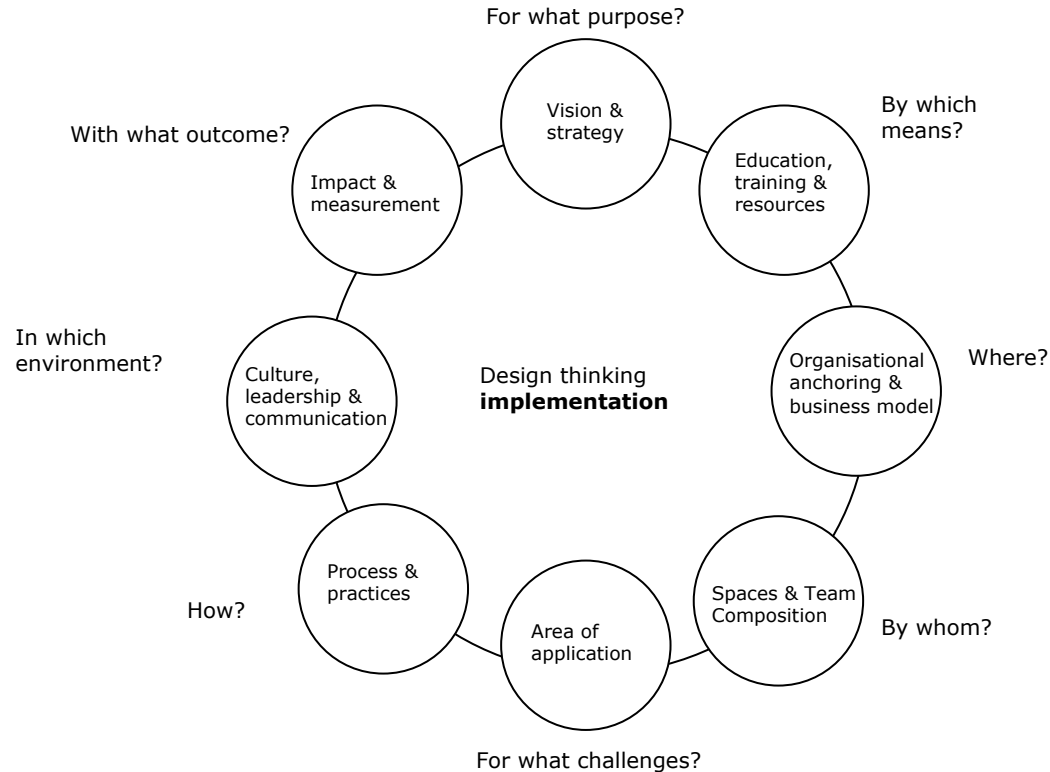 For what purpose?
Vision &
strategy
By which
means?
Education,
training &
resources
Where?
Organisational
anchoring &
business model
By whom?
Spaces & Team
Composition
For what challenges?
Area of
application
How?
Process &
practices
In which
environment?
Culture,
leadership &
communication
With what outcome?
Impact &
measurement
Design thinking
implementation